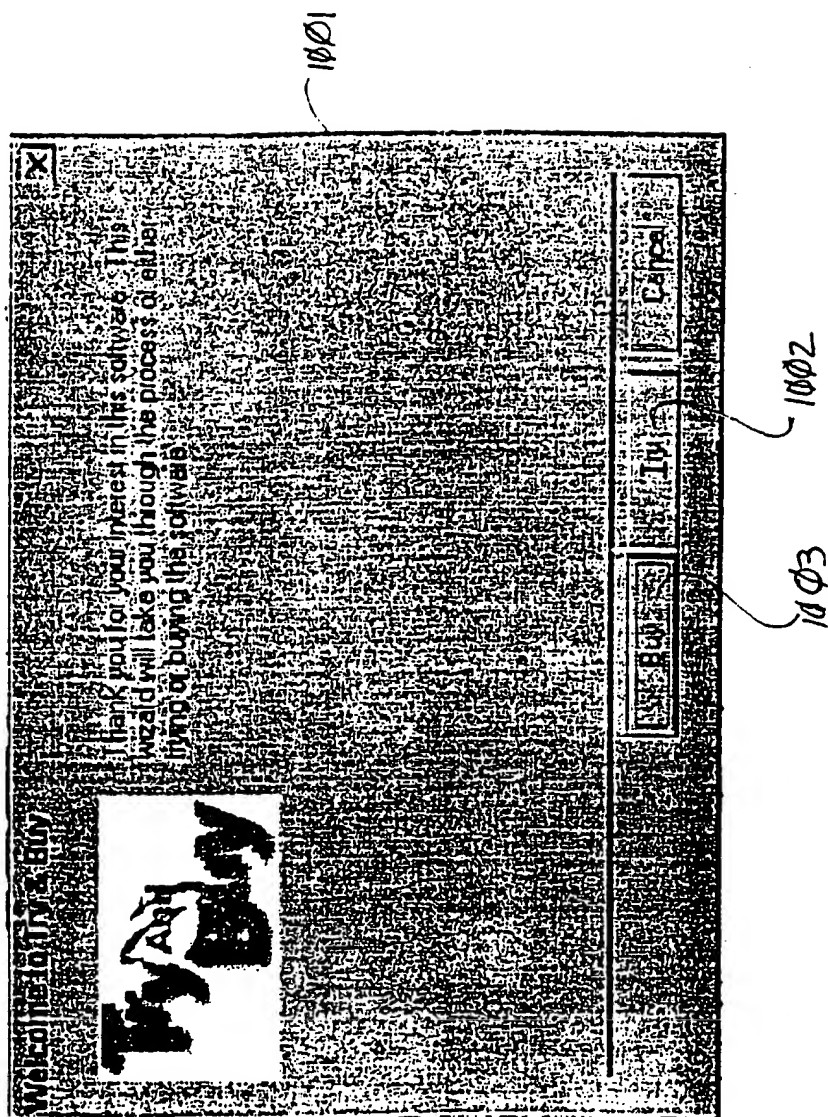 Welcome to Try & Buy
X
Try And Buy
Thank you for your interest in this software. This
wizard will take you through the process of either
trying or buying the software.
Buy
Try
Cancel
1001
1002
1003